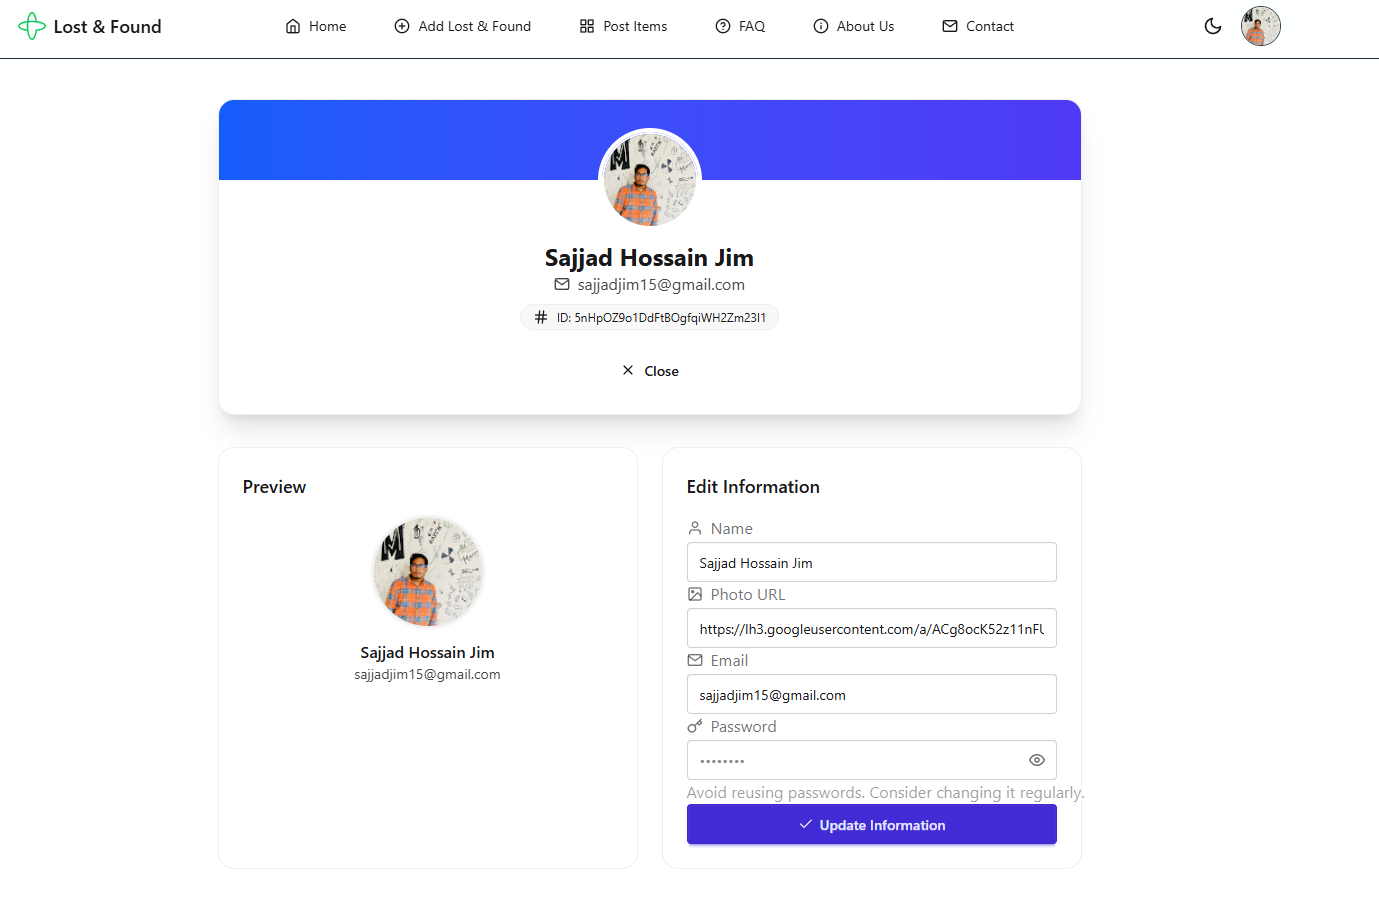 Lost & Found
Home
Add Lost & Found
Post Items
FAQ
About Us
Contact
Sajjad Hossain Jim
sajjadjim15@gmail.com
ID: 5nHpOZ9o1DdFtBOgfqiWH2Zm23l1
Close
Preview
Sajjad Hossain Jim
sajjadjim15@gmail.com
Edit Information
Name
Sajjad Hossain Jim
Photo URL
https://lh3.googleusercontent.com/a/ACg8ocK52z11nFU
Email
sajjadjim15@gmail.com
Password
Avoid reusing passwords. Consider changing it regularly.
Update Information